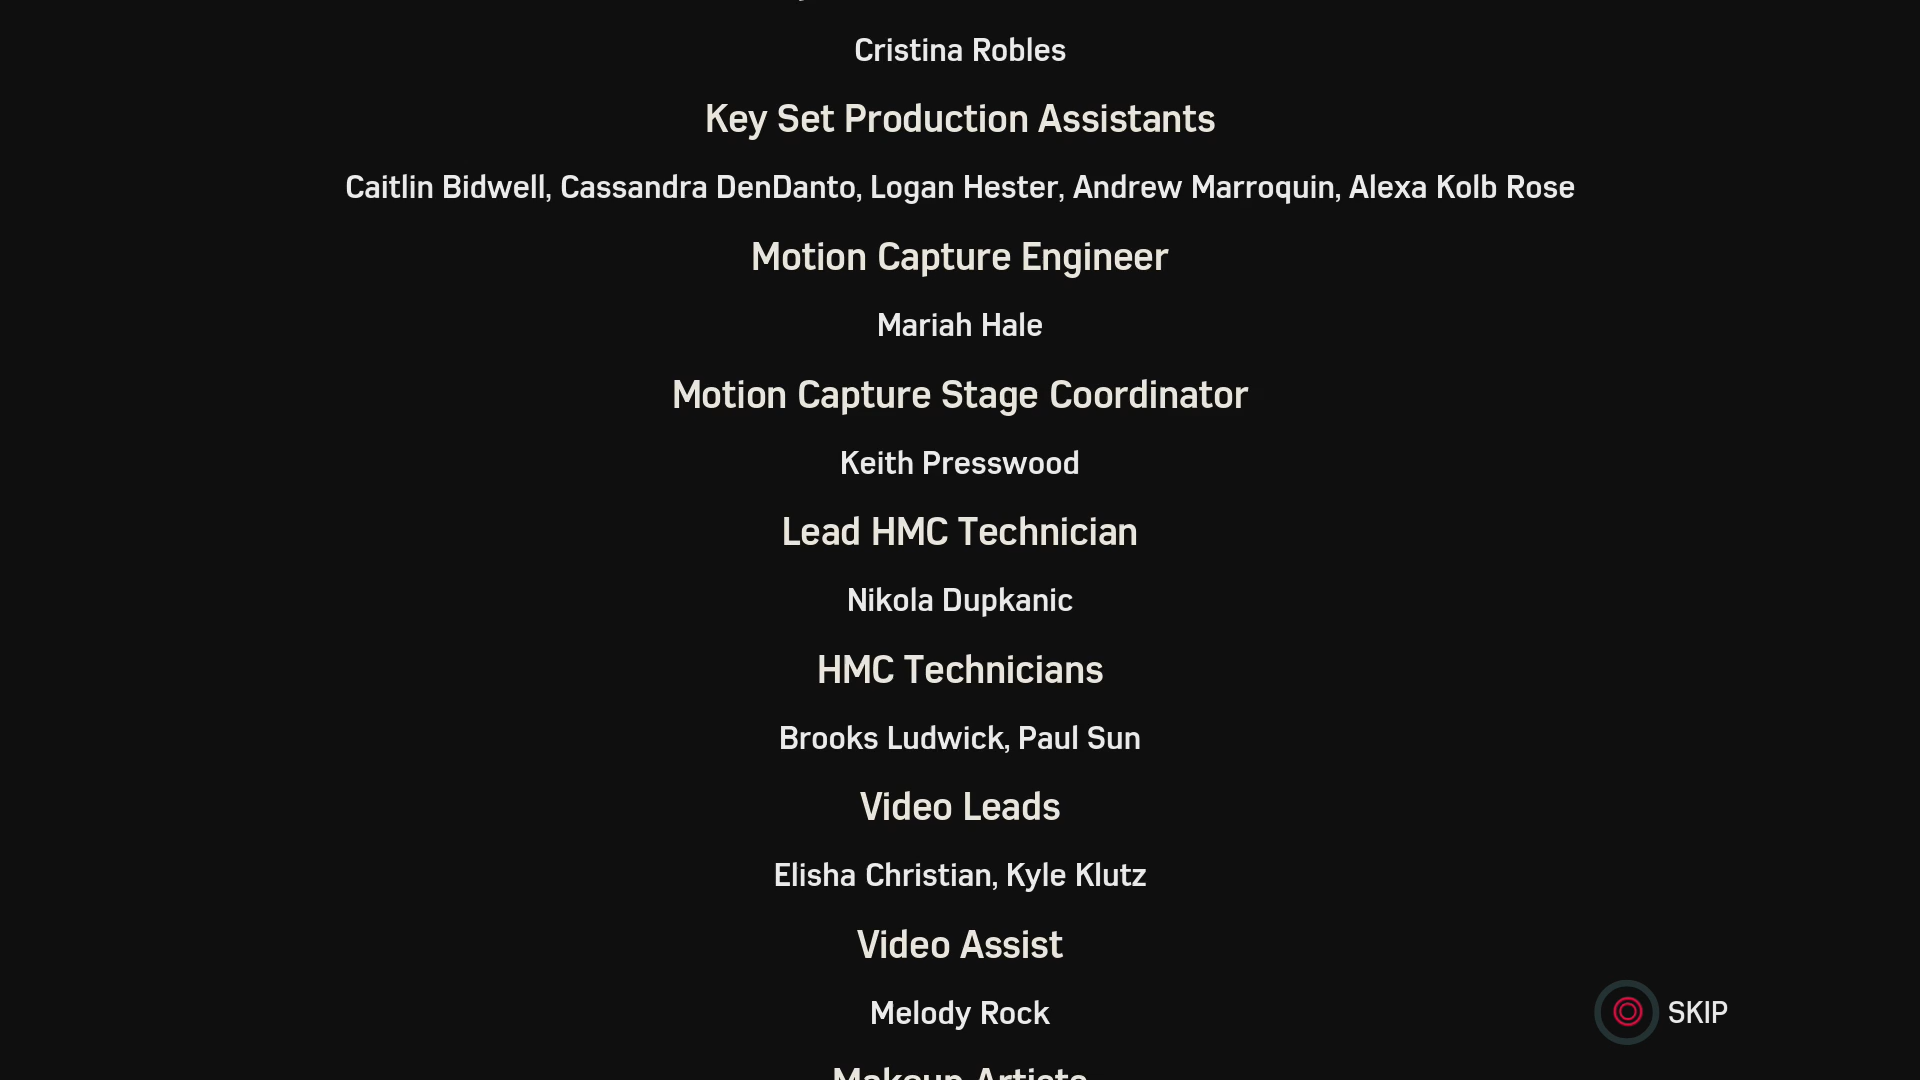 Cristina Robles
Key Set Production Assistants
Caitlin Bidwell, Cassandra DenDanto, Logan Hester, Andrew Marroquin, Alexa Kolb Rose
Motion Capture Engineer
Mariah Hale
Motion Capture Stage Coordinator
Keith Presswood
Lead HMC Technician
Nikola Dupkanic
HMC Technicians
Brooks Ludwick, Paul Sun
Video Leads
Elisha Christian, Kyle Klutz
Video Assist
Melody Rock
SKIP
Makeup Artists